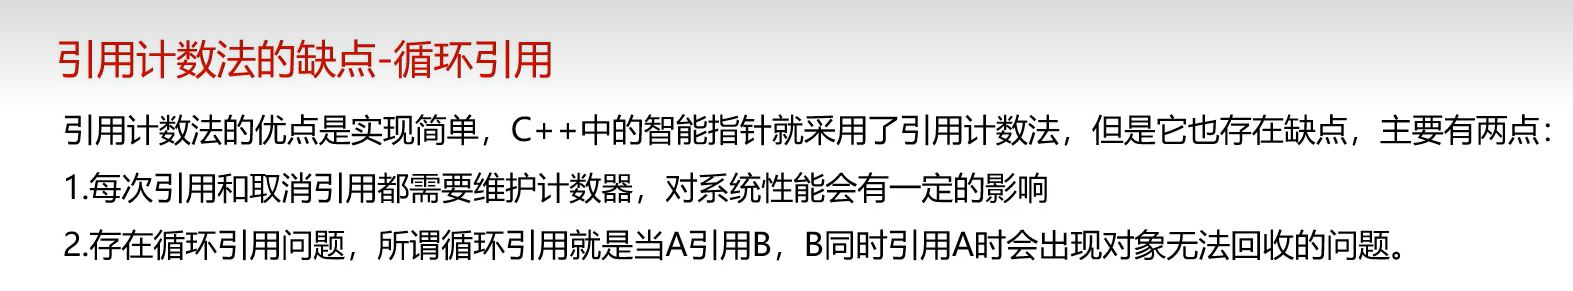 引用计数法的缺点-循环引用
引用计数法的优点是实现简单，C++中的智能指针就采用了引用计数法，但是它也存在缺点，主要有两点：
1.每次引用和取消引用都需要维护计数器，对系统性能会有一定的影响
2.存在循环引用问题，所谓循环引用就是当A引用B，B同时引用A时会出现对象无法回收的问题。